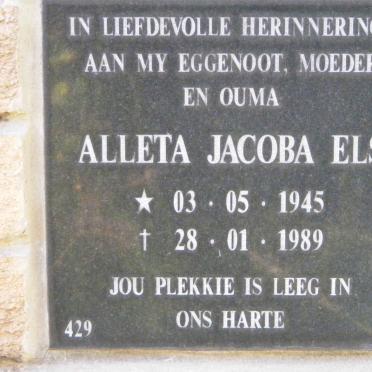 IN LIEFDEVOLLE HERINNERING
AAN MY EGGENOOT, MOEDER
EN OUMA
ALLETA JACOBA ELS
★ 03 · 05 · 1945
† 28 · 01 · 1989
JOU PLEKKIE IS LEEG IN
ONS HARTE
429